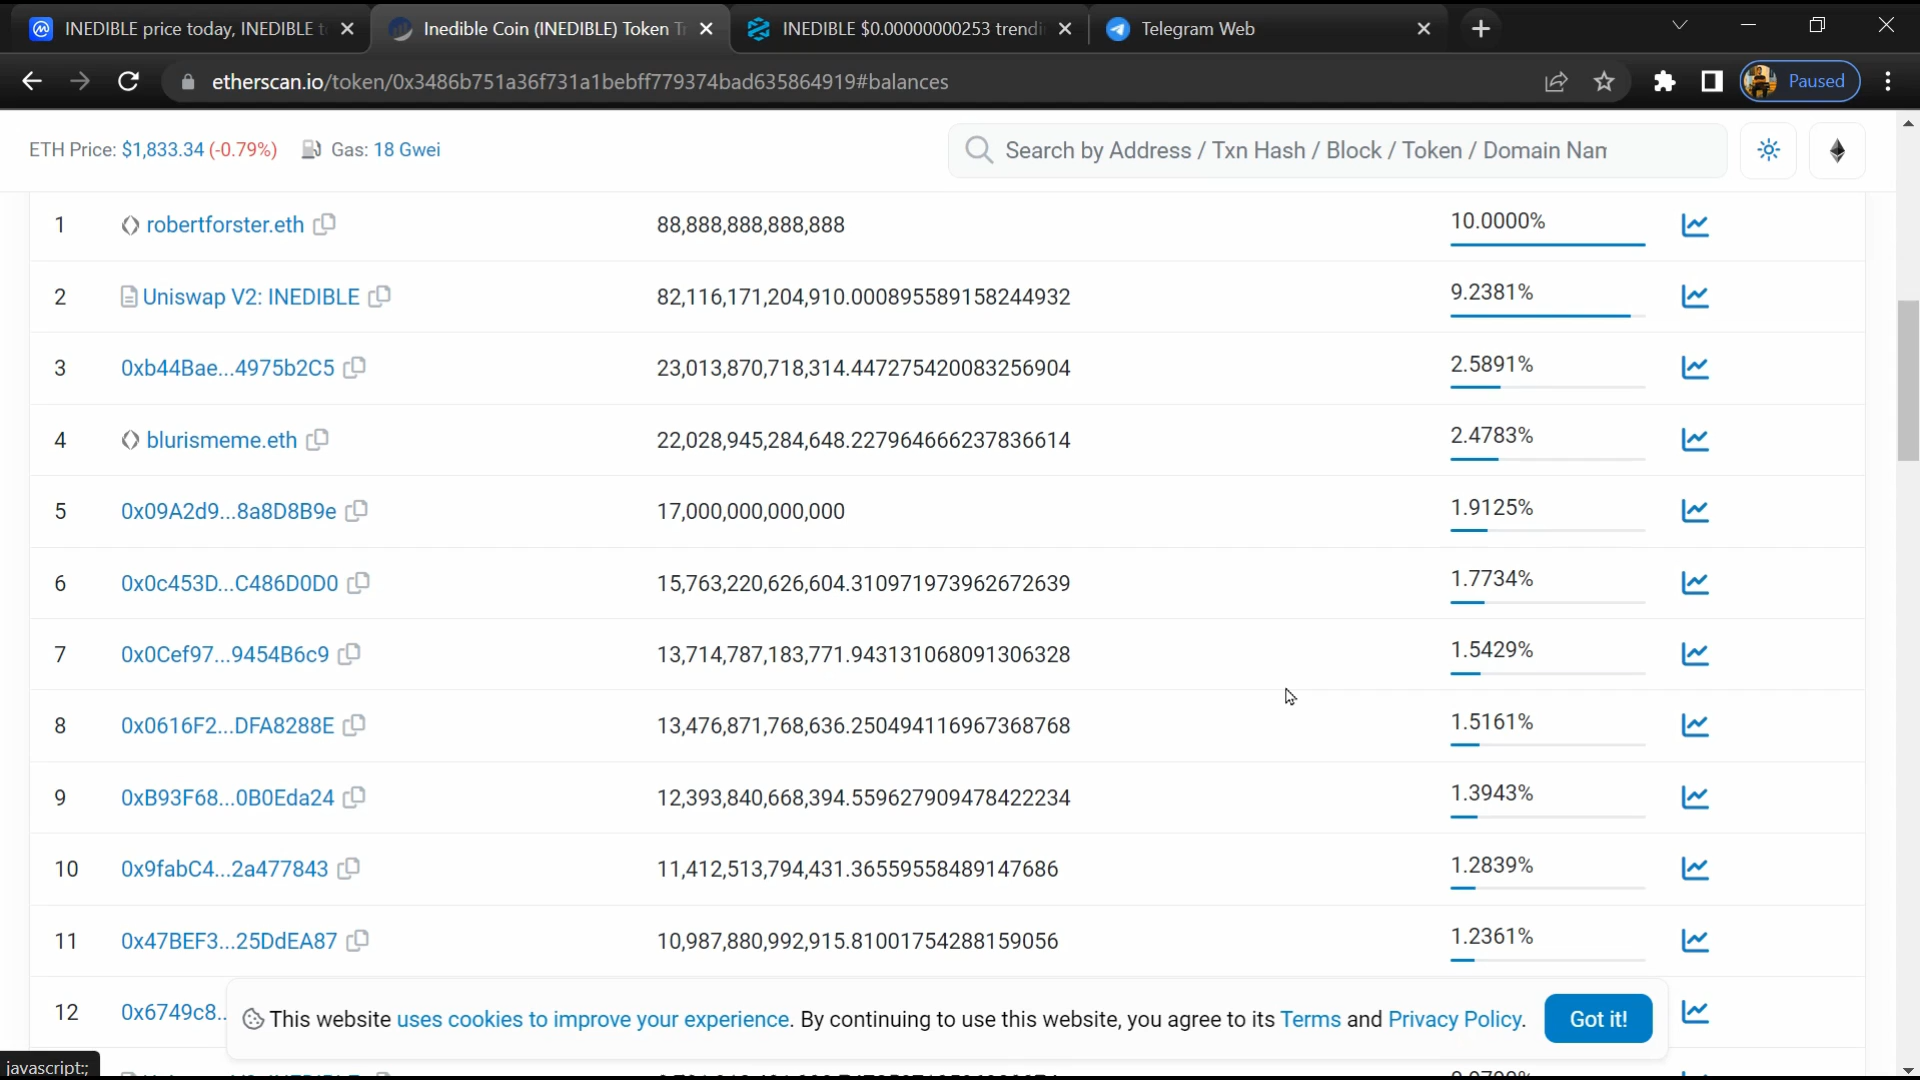 INEDIBLE price today, INEDIBLE t
Inedible Coin (INEDIBLE) Token T
INEDIBLE $0.00000000253 trendi
Telegram Web
etherscan.io/token/0x3486b751a36f731a1bebff779374bad635864919#balances
Paused
ETH Price: $1,833.34 (-0.79%) Gas: 18 Gwei
Search by Address / Txn Hash / Block / Token / Domain Nan
1 robertforster.eth 88,888,888,888,888 10.0000%
2 Uniswap V2: INEDIBLE 82,116,171,204,910.000895589158244932 9.2381%
3 0xb44Bae...4975b2C5 23,013,870,718,314.447275420083256904 2.5891%
4 blurismeme.eth 22,028,945,284,648.227964666237836614 2.4783%
5 0x09A2d9...8a8D8B9e 17,000,000,000,000 1.9125%
6 0x0c453D...C486D0D0 15,763,220,626,604.310971973962672639 1.7734%
7 0x0Cef97...9454B6c9 13,714,787,183,771.943131068091306328 1.5429%
8 0x0616F2...DFA8288E 13,476,871,768,636.250494116967368768 1.5161%
9 0xB93F68...0B0Eda24 12,393,840,668,394.559627909478422234 1.3943%
10 0x9fabC4...2a477843 11,412,513,794,431.36559558489147686 1.2839%
11 0x47BEF3...25DdEA87 10,987,880,992,915.81001754288159056 1.2361%
12 0x6749c8..
This website uses cookies to improve your experience. By continuing to use this website, you agree to its Terms and Privacy Policy. Got it!
javascript:;